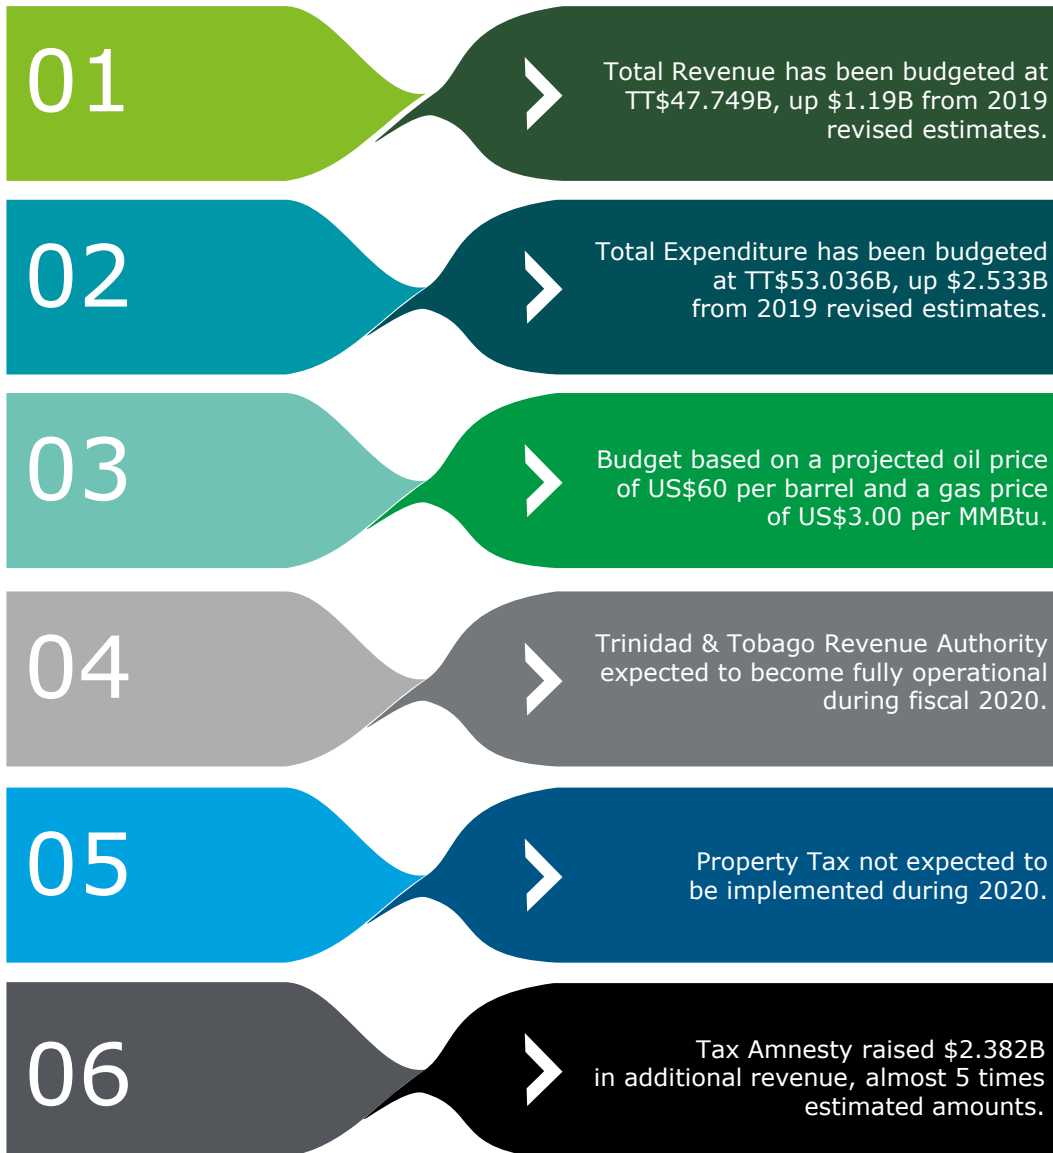 01
Total Revenue has been budgeted at
TT$47.749B, up $1.19B from 2019
revised estimates.
02
Total Expenditure has been budgeted
at TT$53.036B, up $2.533B
from 2019 revised estimates.
03
Budget based on a projected oil price
of US$60 per barrel and a gas price
of US$3.00 per MMBtu.
04
Trinidad & Tobago Revenue Authority
expected to become fully operational
during fiscal 2020.
05
Property Tax not expected to
be implemented during 2020.
06
Tax Amnesty raised $2.382B
in additional revenue, almost 5 times
estimated amounts.